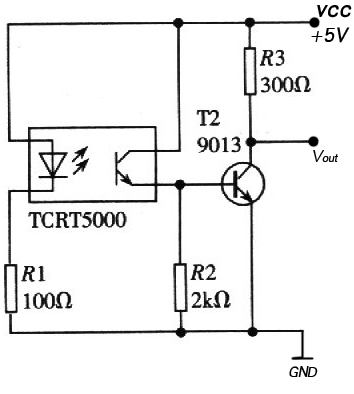 VCC
+5V
R3
300Ω
T2
9013
Vout
TCRT5000
R1
100Ω
R2
2kΩ
GND